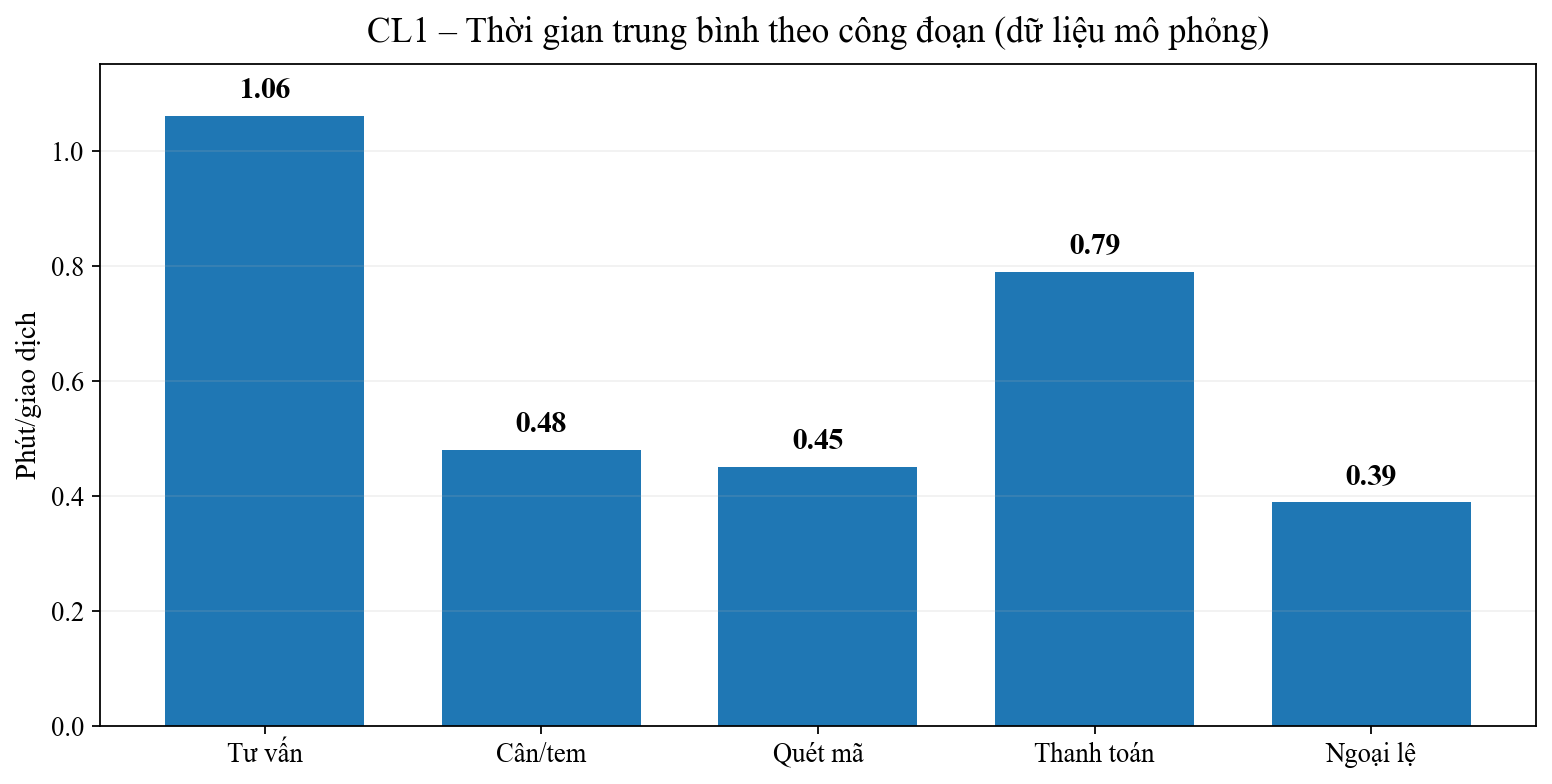 CL1 – Thời gian trung bình theo công đoạn (dữ liệu mô phỏng)
Phút/giao dịch
1.0
0.8
0.6
0.4
0.2
0.0
1.06
0.48
0.45
0.79
0.39
Tư vấn
Cân/tem
Quét mã
Thanh toán
Ngoại lệ